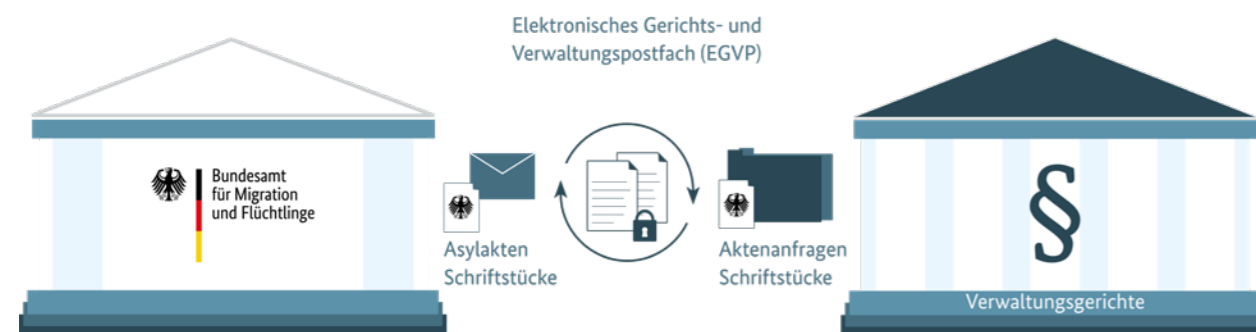 Elektronisches Gerichts- und
Verwaltungspostfach (EGVP)
Bundesamt
für Migration
und Flüchtlinge
Asylakten
Schriftstücke
Aktenanfragen
Schriftstücke
§
Verwaltungsgerichte